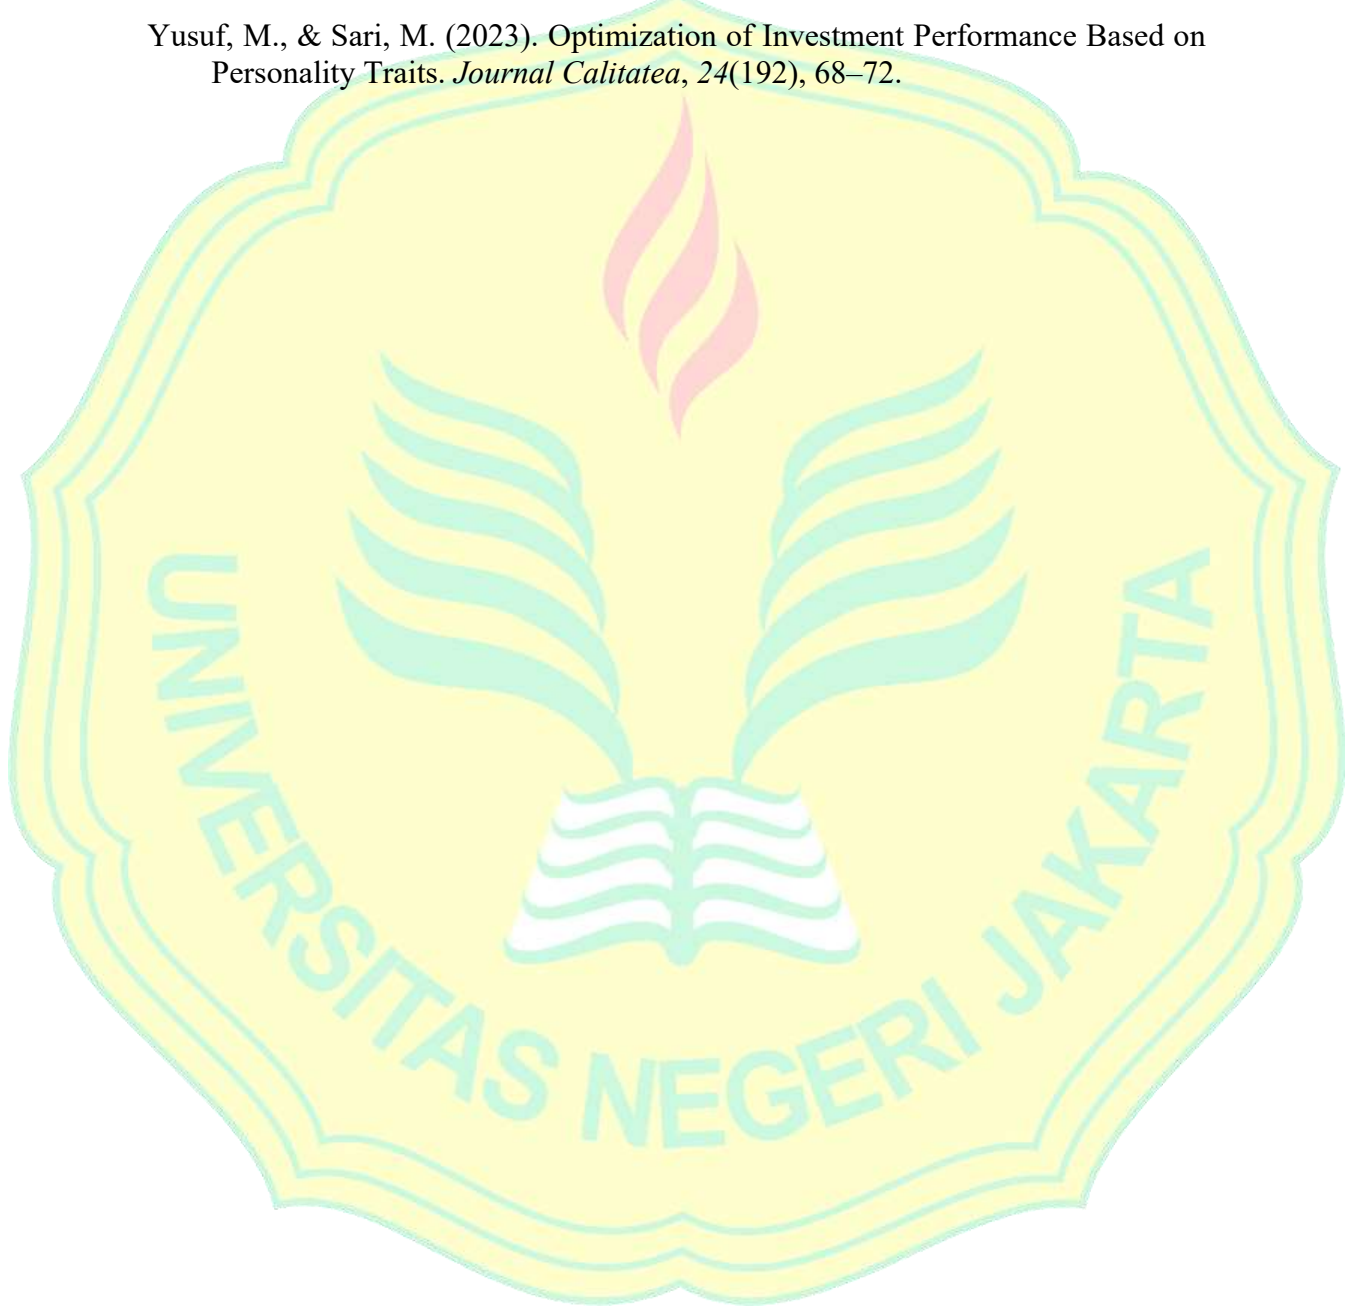 Yusuf, M., & Sari, M. (2023). Optimization of Investment Performance Based on
Personality Traits. Journal Calitatea, 24(192), 68–72.
UNIVERSITAS NEGERI JAKARTA